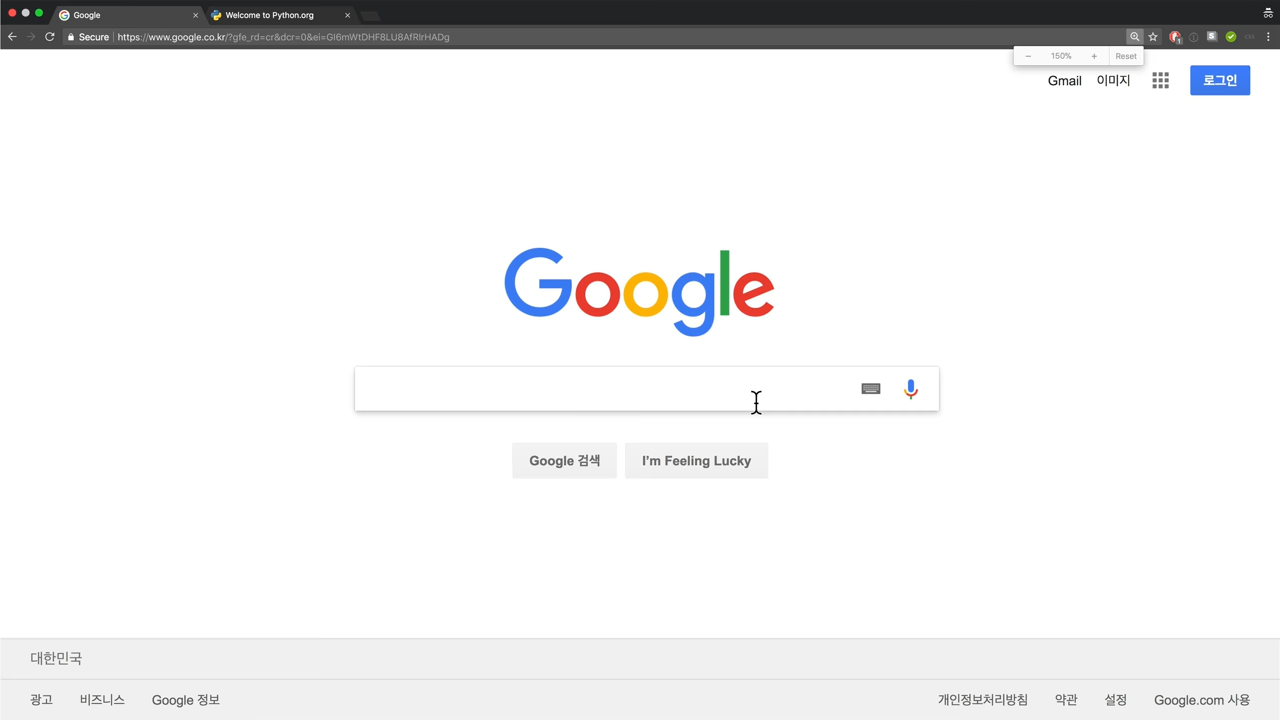 Google
Welcome to Python.org
Secure
https://www.google.co.kr/?gfe_rd=cr&dcr=0&ei=GI6mWtDHF8LU8AfRlrHADg
150%
Reset
Gmail 이미지 로그인
Google
Google 검색 I'm Feeling Lucky
대한민국
광고 비즈니스 Google 정보 개인정보처리방침 약관 설정 Google.com 사용